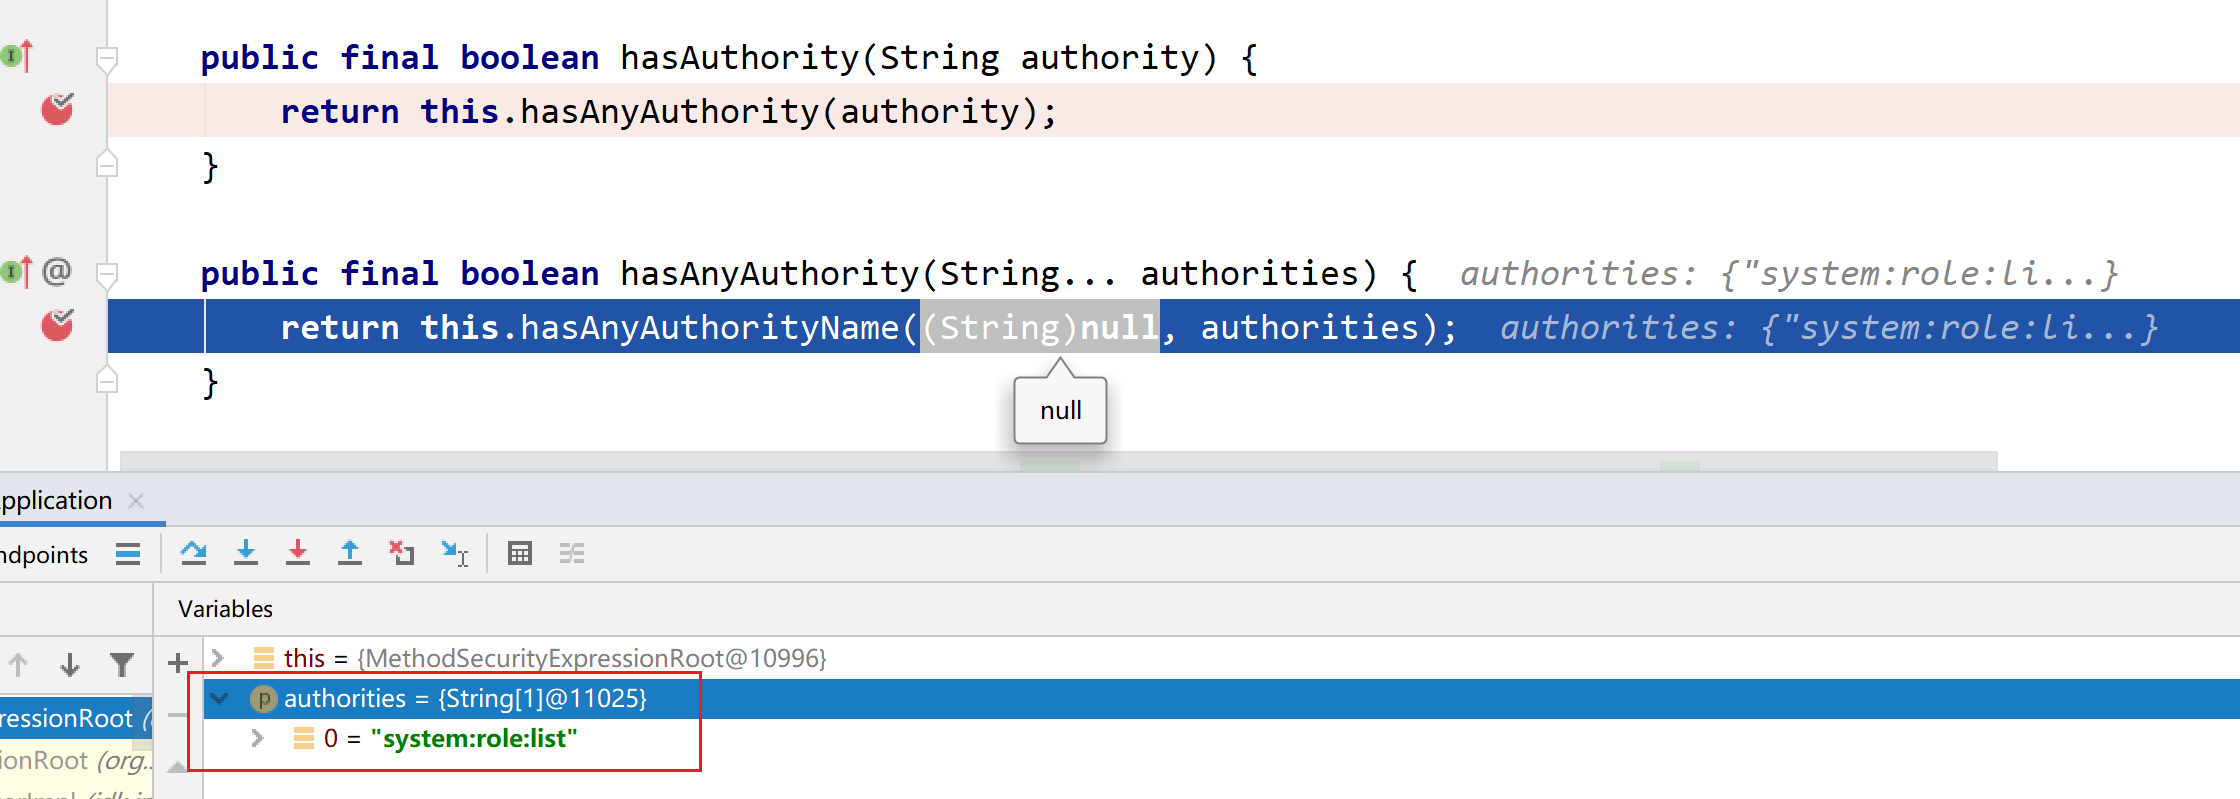 public final boolean hasAuthority(String authority) {
return this.hasAnyAuthority(authority);
}
public final boolean hasAnyAuthority(String... authorities) { authorities: {"system:role:li...}
return this.hasAnyAuthorityName((String)null, authorities); authorities: {"system:role:li...}
}
null
pplication
ndpoints
Variables
this = {MethodSecurityExpressionRoot@10996}
authorities = {String[1]@11025}
0 = "system:role:list"
ressionRoot (
ionRoot (org..